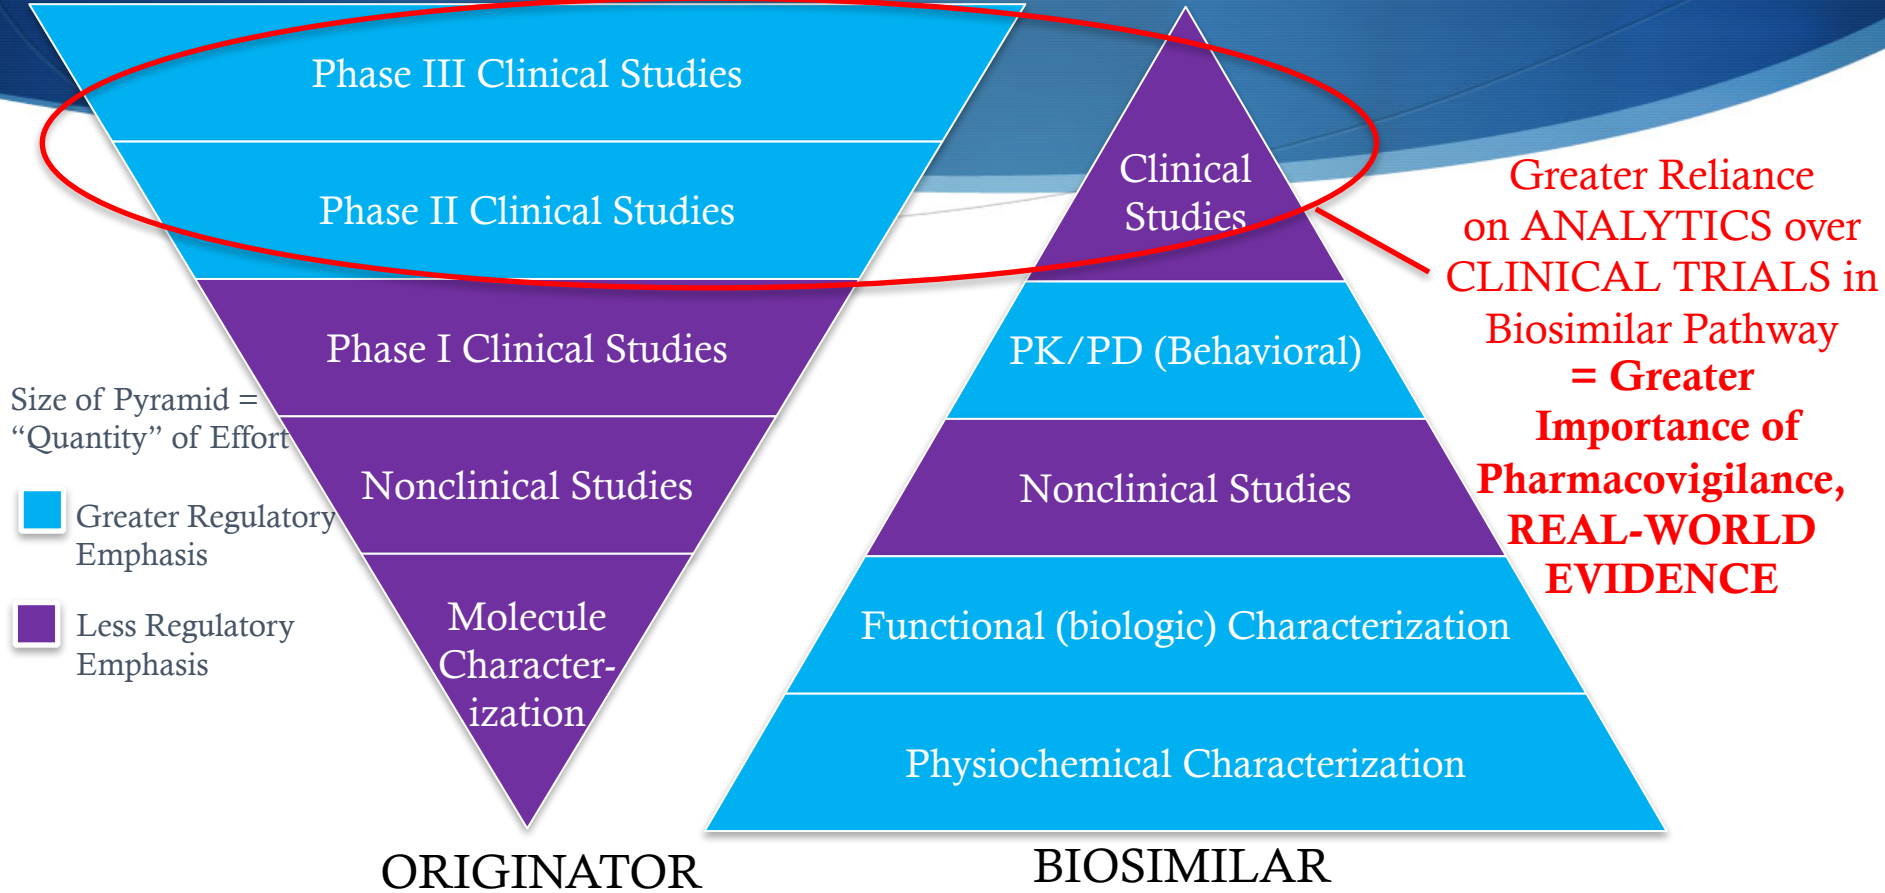 Phase III Clinical Studies
Phase II Clinical Studies
Phase I Clinical Studies
Nonclinical Studies
Molecule
Character-
ization
ORIGINATOR
Size of Pyramid =
“Quantity” of Effort
Greater Regulatory
Emphasis
Less Regulatory
Emphasis
Clinical
Studies
PK/PD (Behavioral)
Nonclinical Studies
Functional (biologic) Characterization
Physiochemical Characterization
BIOSIMILAR
Greater Reliance
on ANALYTICS over
CLINICAL TRIALS in
Biosimilar Pathway
= Greater
Importance of
Pharmacovigilance,
REAL-WORLD
EVIDENCE